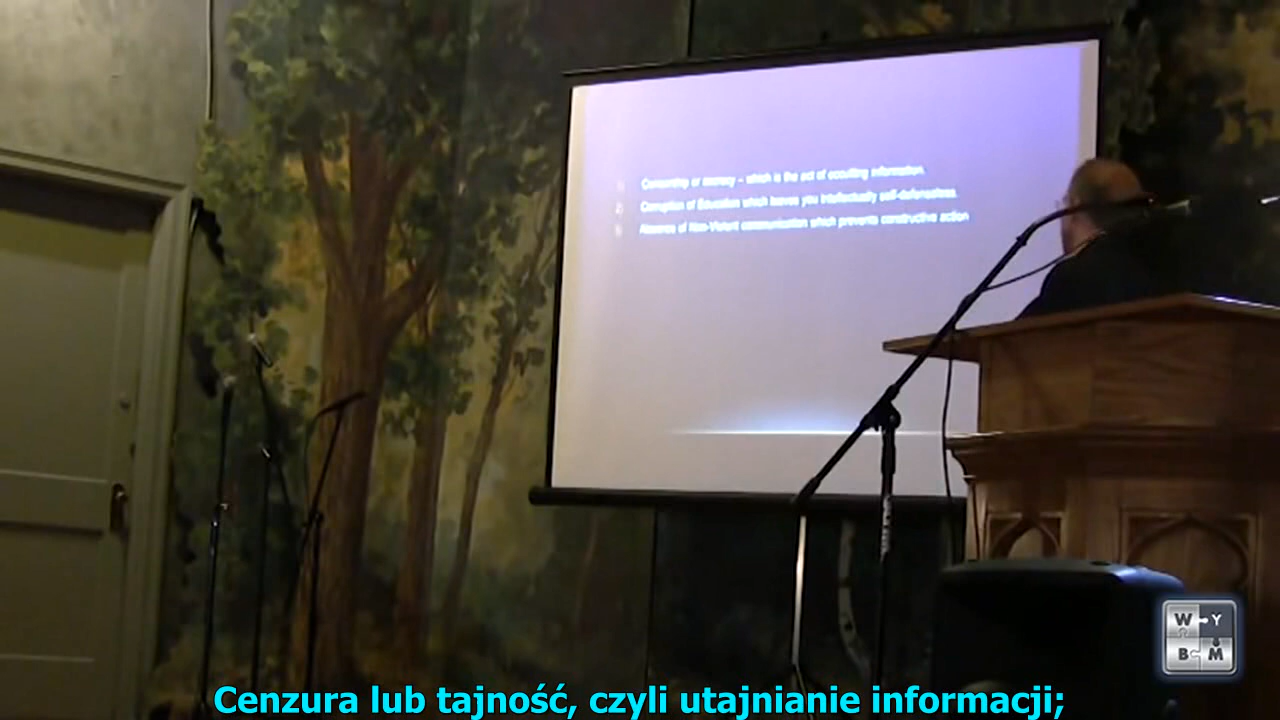 Censorship or secrecy – which is the act of occulting information.
2. Corruption of Education which leaves you intellectually self-defenseless.
Absence of Non-Violent communication which prevents constructive action
W Y
B M
Cenzura lub tajność, czyli utajnianie informacji;